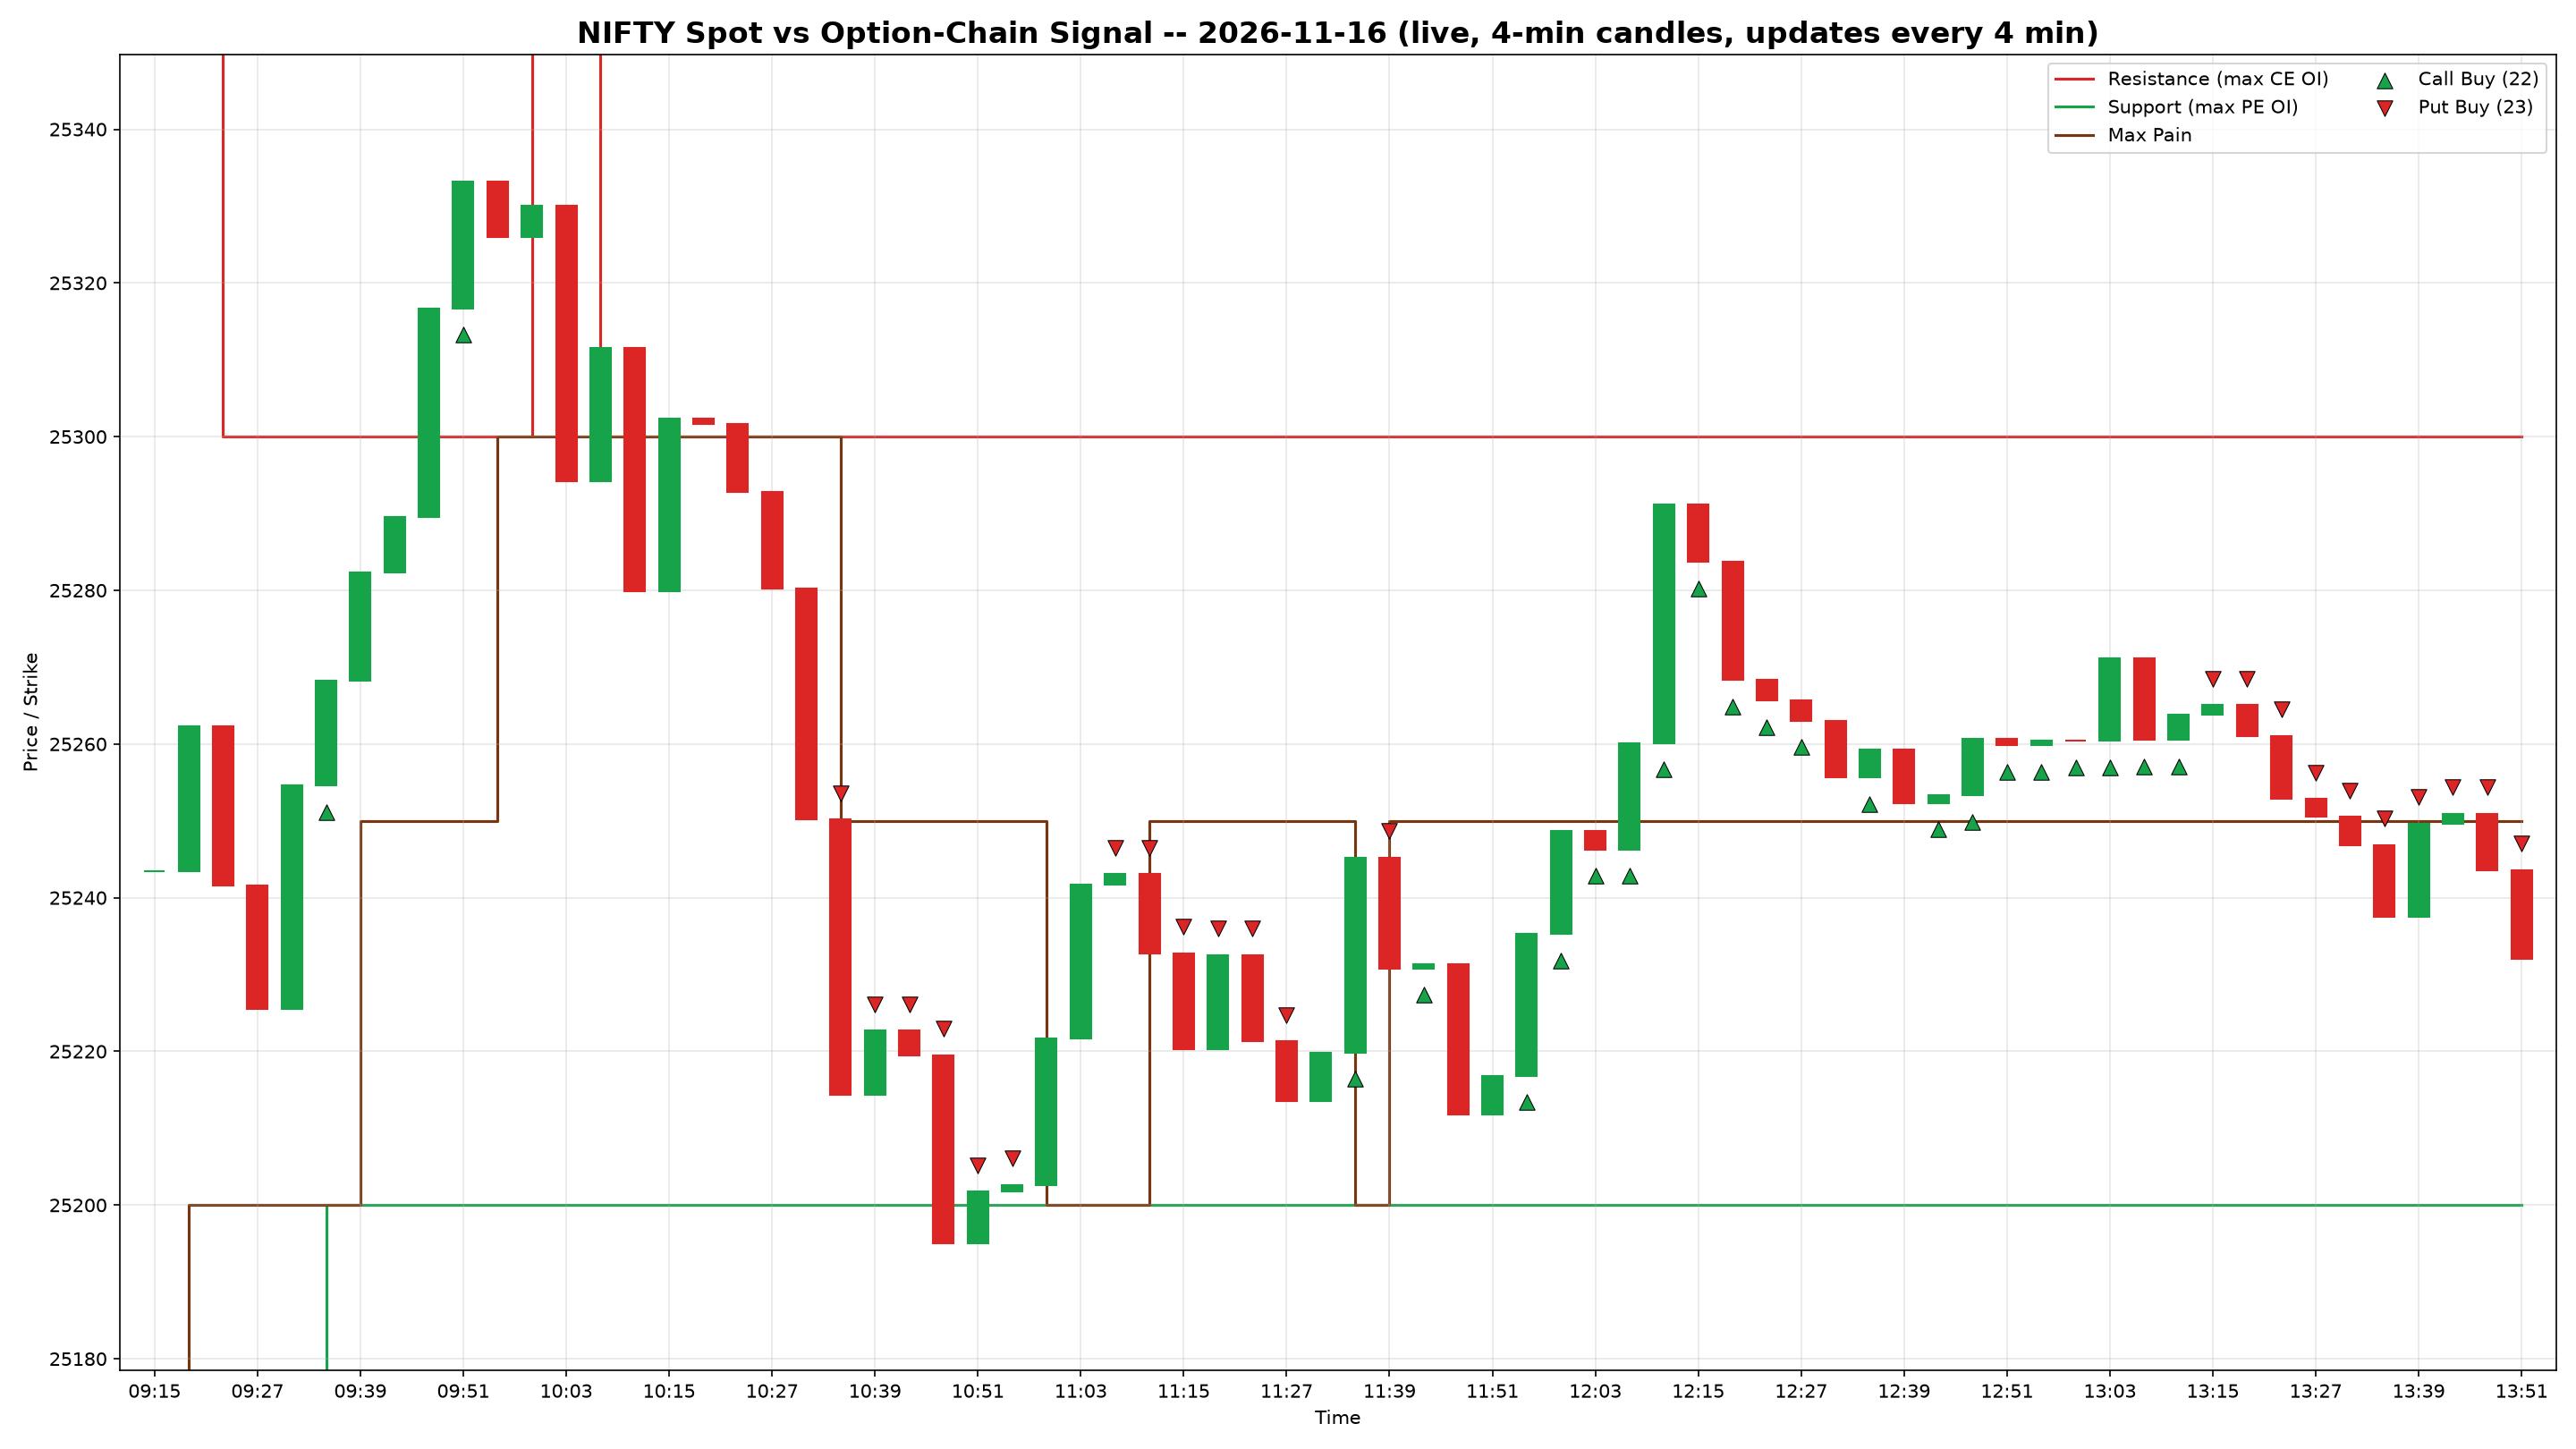 NIFTY Spot vs Option-Chain Signal -- 2026-11-16 (live, 4-min candles, updates every 4 min)
Resistance (max CE OI)
Support (max PE OI)
Max Pain
Call Buy (22)
Put Buy (23)
Price / Strike
25340
25320
25300
25280
25260
25240
25220
25200
25180
09:15 09:27 09:39 09:51 10:03 10:15 10:27 10:39 10:51 11:03 11:15 11:27 11:39 11:51 12:03 12:15 12:27 12:39 12:51 13:03 13:15 13:27 13:39 13:51
Time